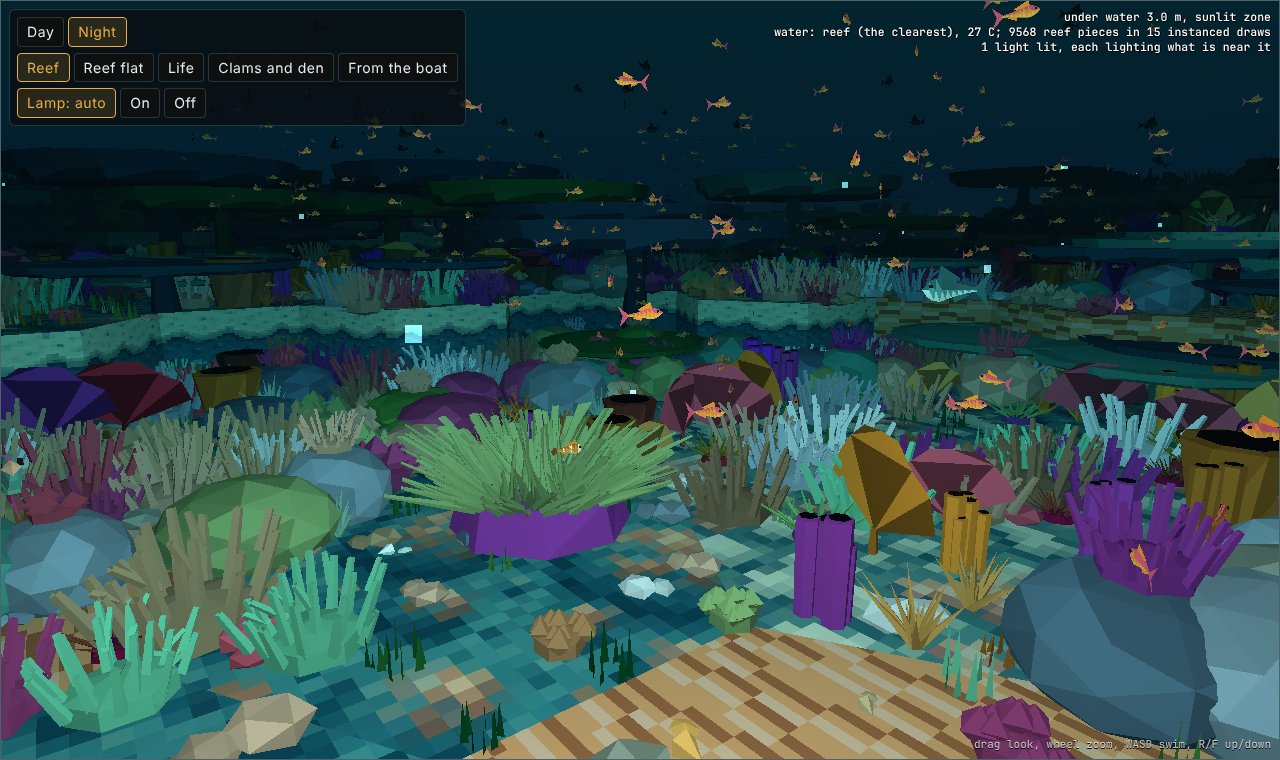 Day Night
Reef Reef flat Life Clams and den From the boat
Lamp: auto On Off
under water 3.0 m, sunlit zone
water: reef (the clearest), 27 C; 9568 reef pieces in 15 instanced draws
1 light lit, each lighting what is near it
drag look, wheel zoom, WASD swim, R/F up/down